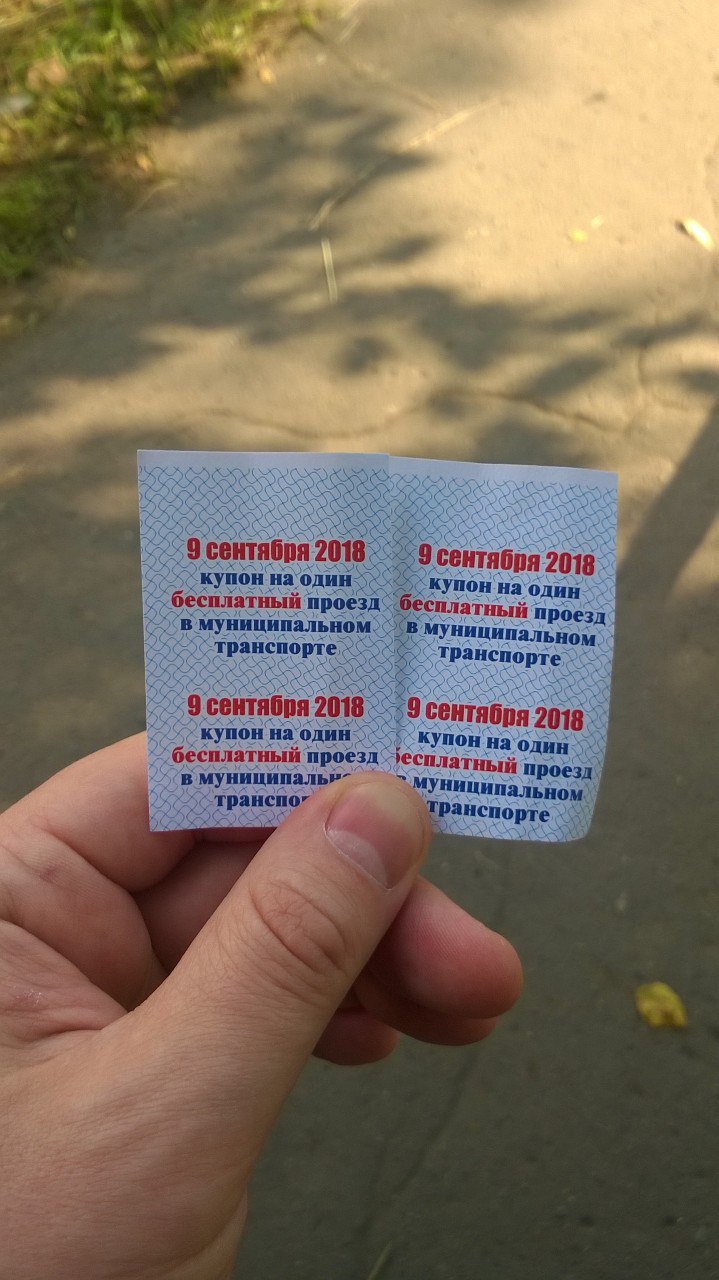 9 сентября 2018
купон на один
бесплатный проезд
в муниципальном
транспорте
9 сентября 2018
купон на один
бесплатный проезд
в муниципальном
транспорте
9 сентября 2018
купон на один
бесплатный проезд
9 сентября 2018
купон на один
бесплатный проезд
муниципальном
транспорте